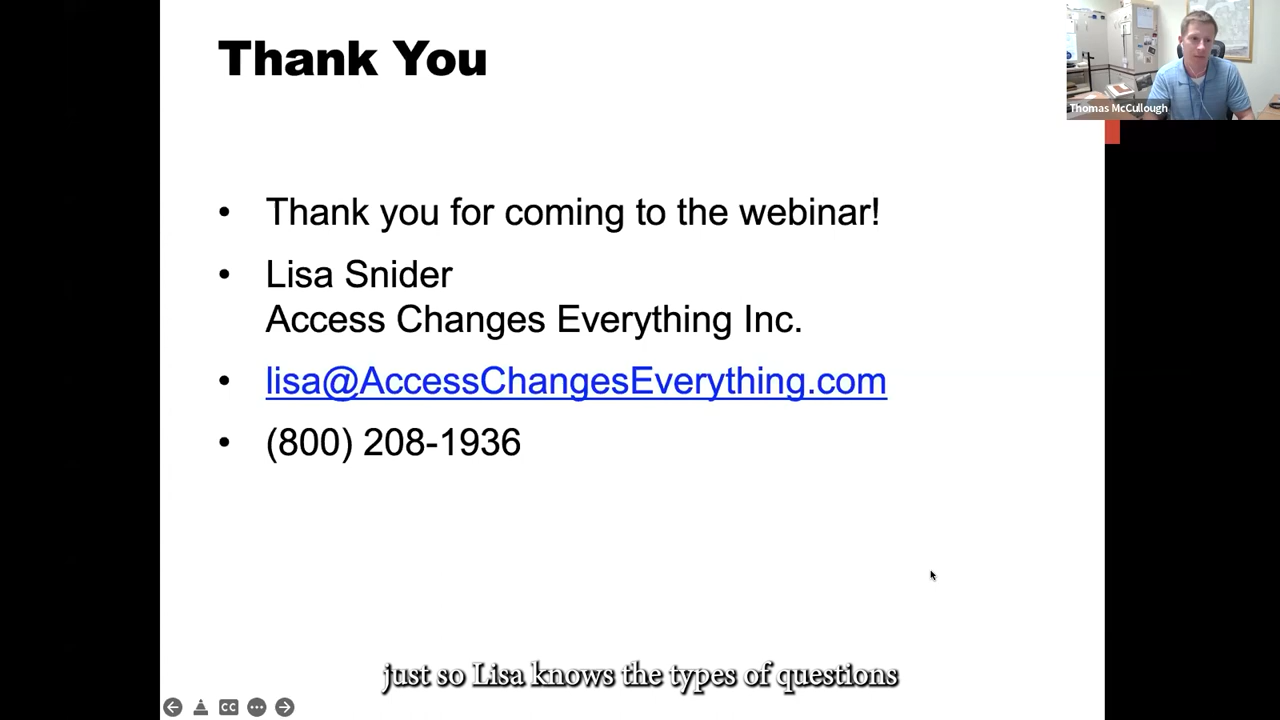 Thank You
Thomas McCullough
• Thank you for coming to the webinar!
• Lisa Snider
Access Changes Everything Inc.
• lisa@AccessChangesEverything.com
• (800) 208-1936
just so Lisa knows the types of questions
CC